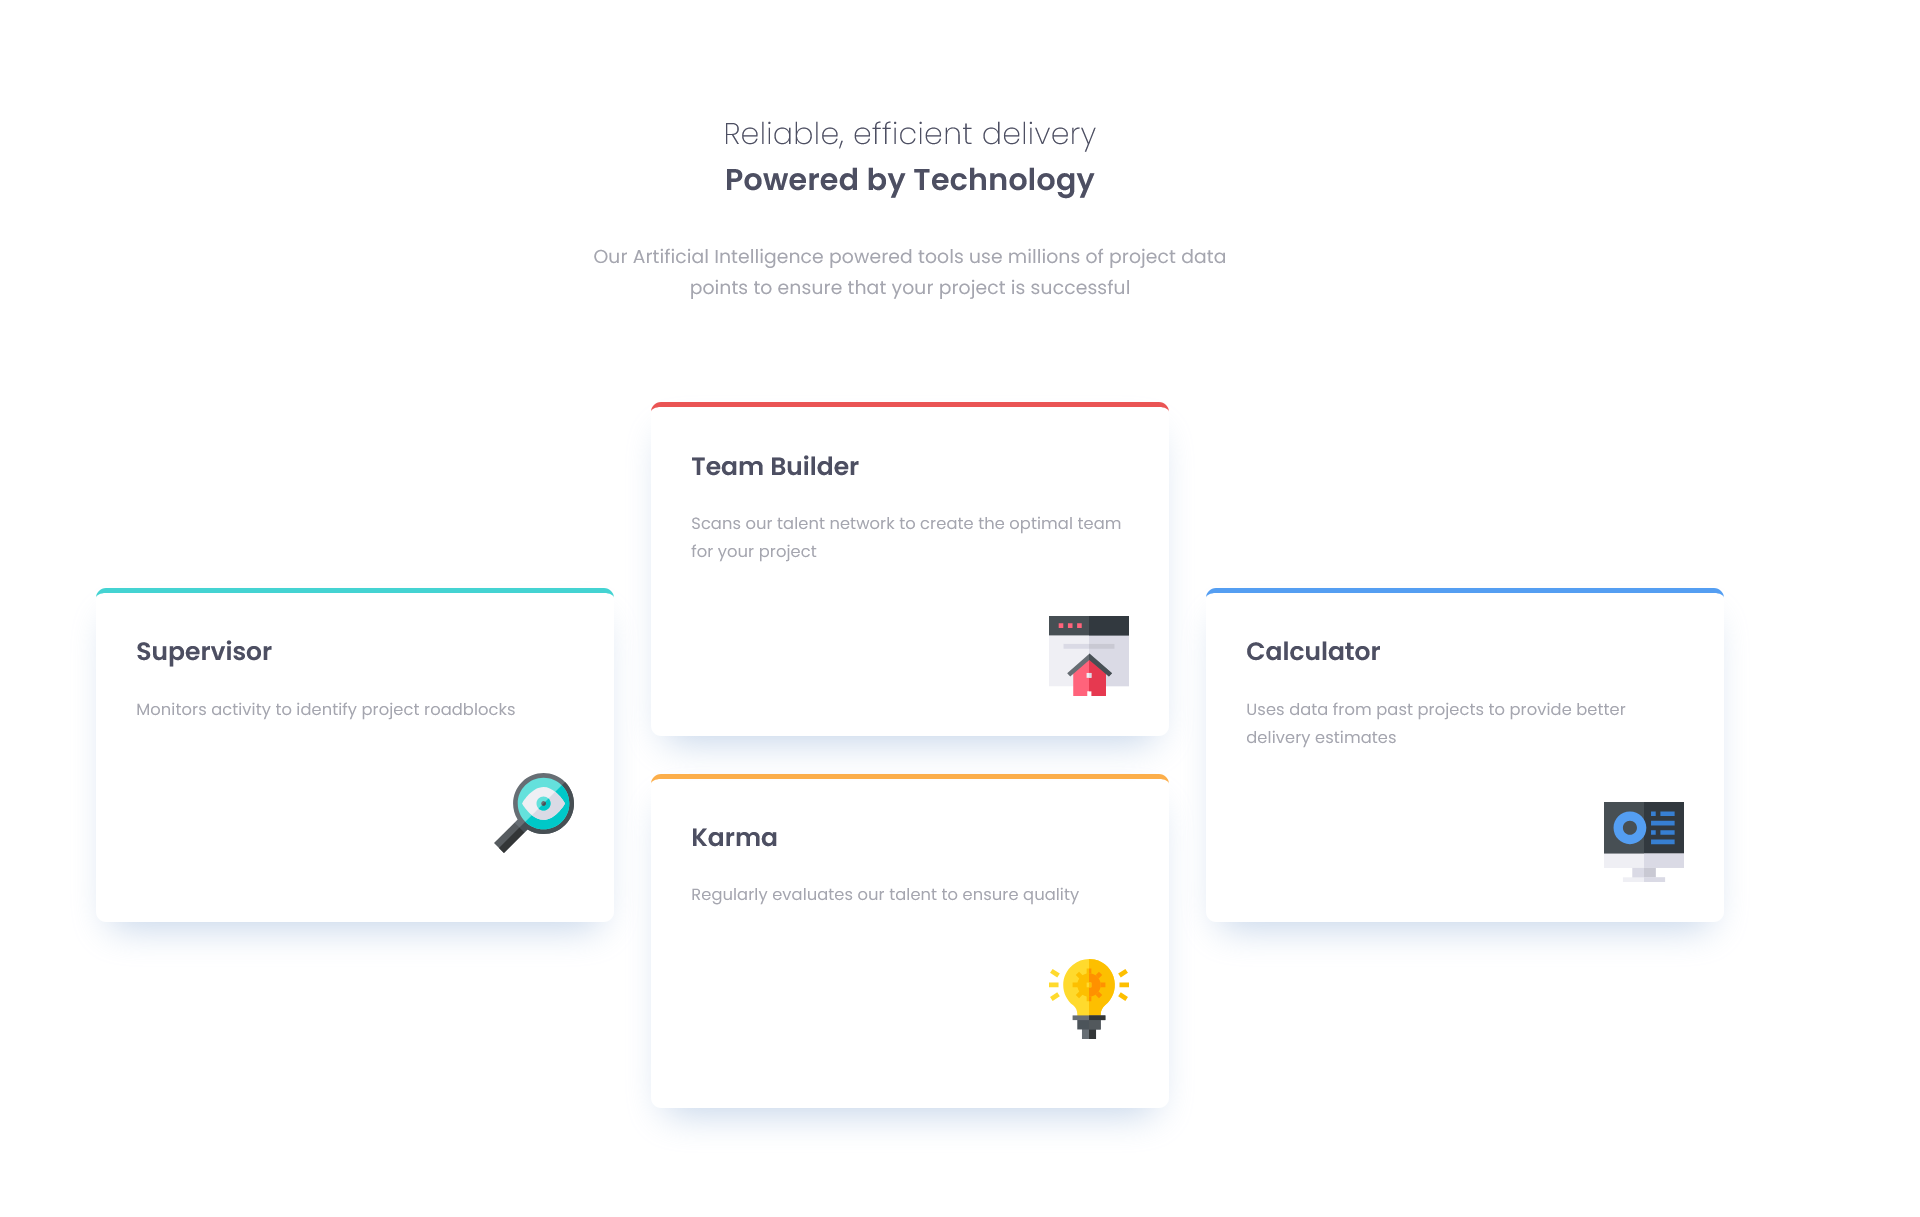 Reliable, efficient delivery
Powered by Technology
Our Artificial Intelligence powered tools use millions of project data
points to ensure that your project is successful
Supervisor
Monitors activity to identify project roadblocks
Team Builder
Scans our talent network to create the optimal team
for your project
Karma
Regularly evaluates our talent to ensure quality
Calculator
Uses data from past projects to provide better
delivery estimates